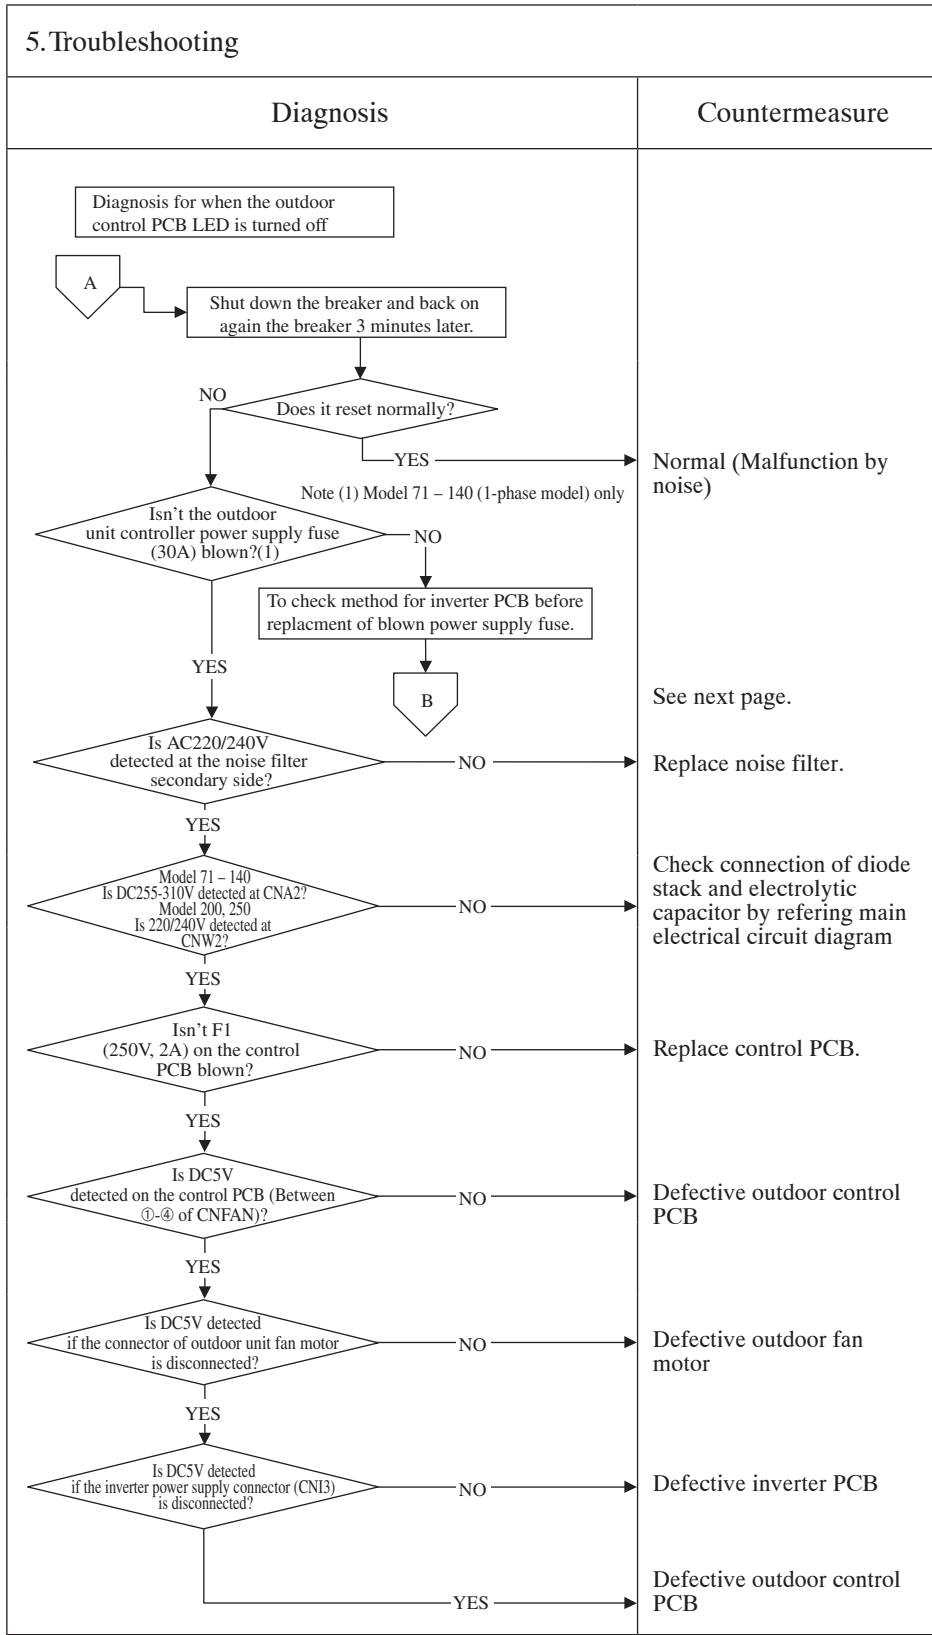 5.Troubleshooting
Diagnosis
Countermeasure
Diagnosis for when the outdoor
control PCB LED is turned off
A
Shut down the breaker and back on
again the breaker 3 minutes later.
NO
Does it reset normally?
YES
Normal (Malfunction by
noise)
Note (1) Model 71 – 140 (1-phase model) only
Isn't the outdoor
unit controller power supply fuse
(30A) blown?(1)
NO
To check method for inverter PCB before
replacment of blown power supply fuse.
YES
B
See next page.
Is AC220/240V
detected at the noise filter
secondary side?
NO
Replace noise filter.
YES
Model 71 – 140
Is DC255-310V detected at CNA2?
Model 200, 250
Is 220/240V detected at
CNW2?
NO
Check connection of diode
stack and electrolytic
capacitor by refering main
electrical circuit diagram
YES
Isn't F1
(250V, 2A) on the control
PCB blown?
NO
Replace control PCB.
YES
Is DC5V
detected on the control PCB (Between
①-④ of CNFAN)?
NO
Defective outdoor control
PCB
YES
Is DC5V detected
if the connector of outdoor unit fan motor
is disconnected?
NO
Defective outdoor fan
motor
YES
Is DC5V detected
if the inverter power supply connector (CNI3)
is disconnected?
NO
Defective inverter PCB
YES
Defective outdoor control
PCB